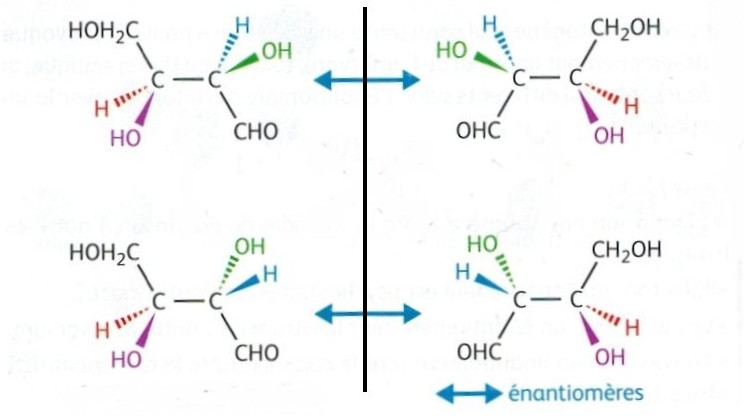 HOH₂C H OH
C C
H HO CHO
H HO CH₂OH
C C
OHC H OH
HOH₂C OH H
C C
H HO CHO
HO H CH₂OH
C C
OHC H OH
énantiomères